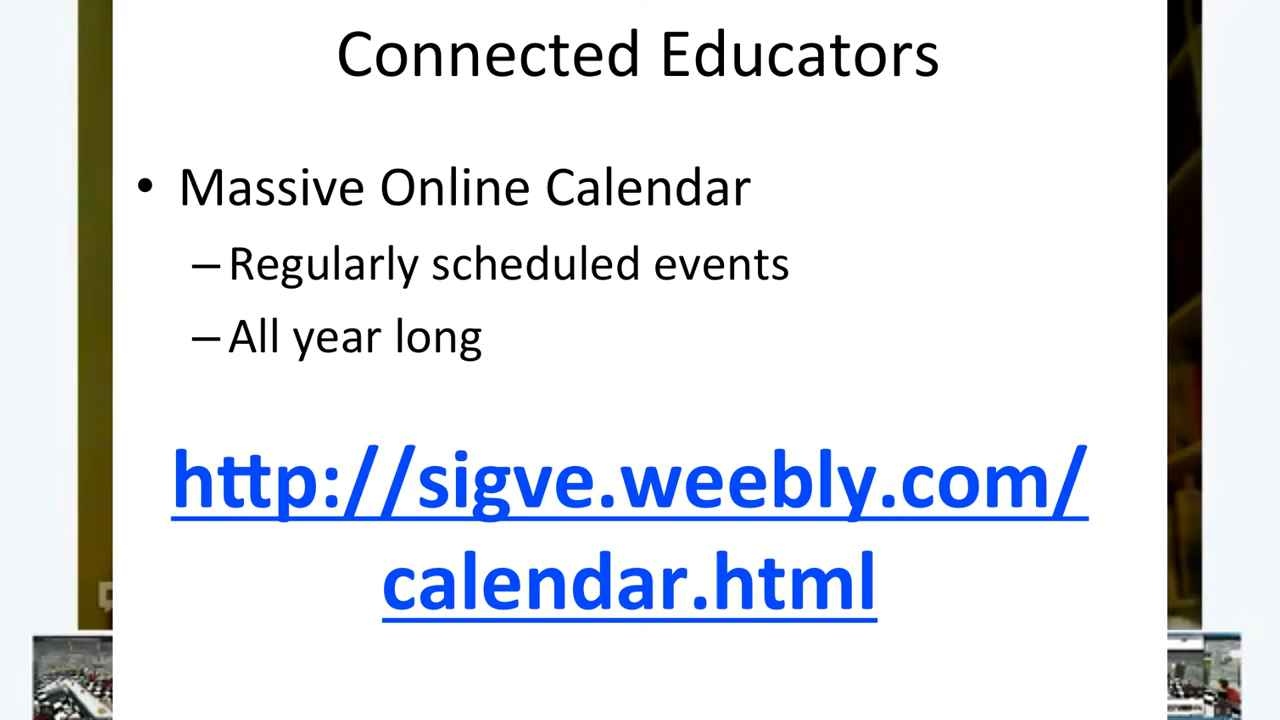 Connected Educators
• Massive Online Calendar
– Regularly scheduled events
– All year long
http://sigve.weebly.com/
calendar.html